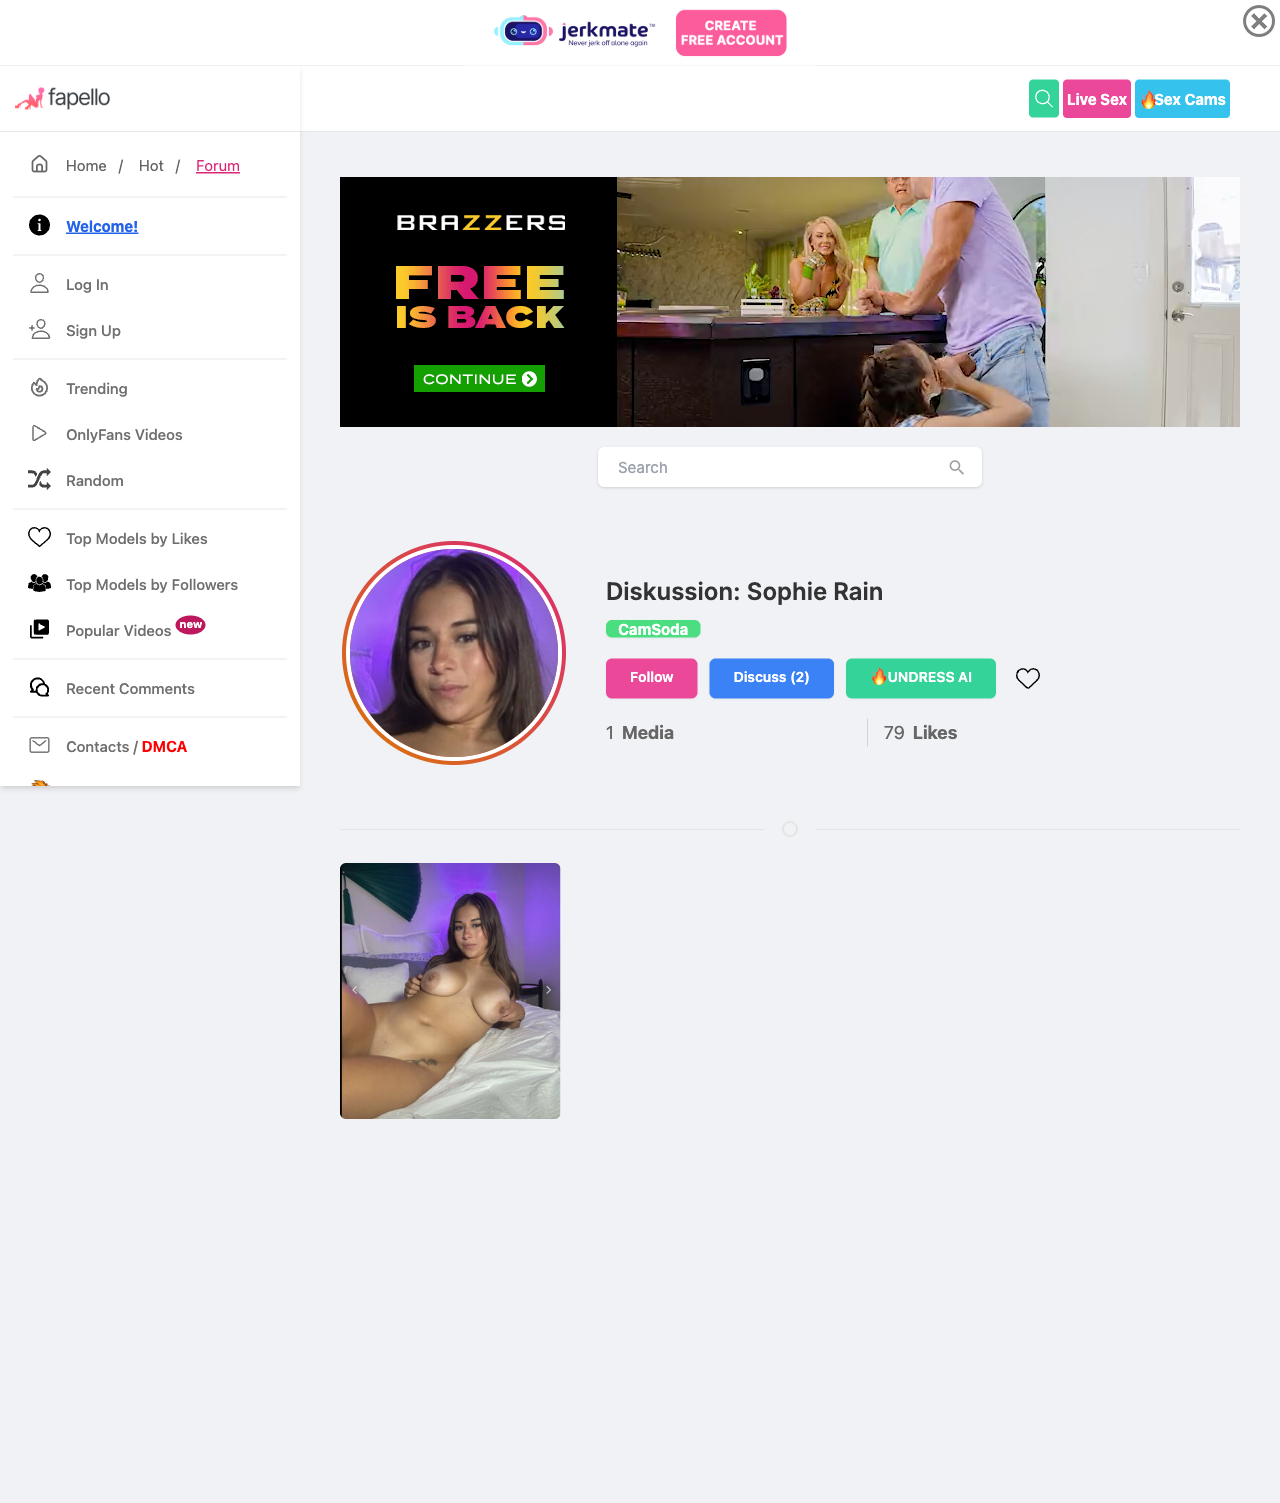 jerkmate™
Never jerk off alone again
CREATE
FREE ACCOUNT
fapello
Live Sex
🔥Sex Cams
Home / Hot / Forum
Welcome!
Log In
Sign Up
Trending
OnlyFans Videos
Random
Top Models by Likes
Top Models by Followers
Popular Videos new
Recent Comments
Contacts / DMCA
BRAZZERS
FREE
IS BACK
CONTINUE
Search
Diskussion: Sophie Rain
CamSoda
Follow
Discuss (2)
🔥UNDRESS AI
1 Media
79 Likes